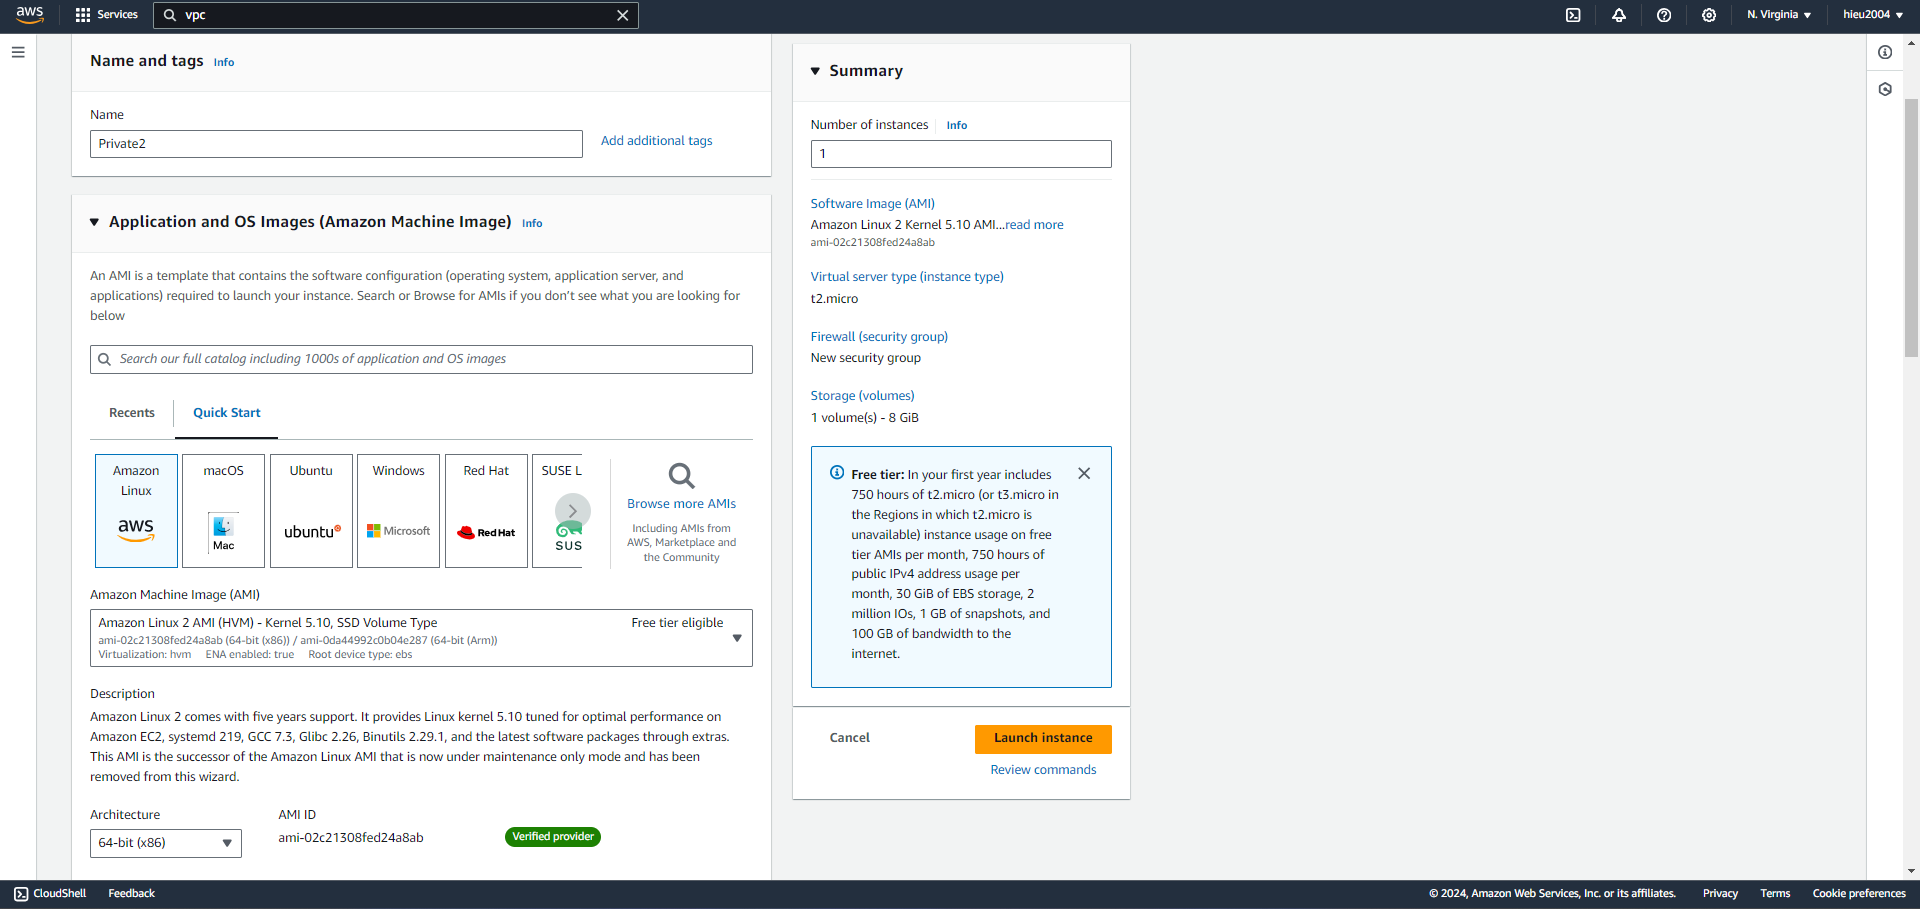 aws
Services
vpc
N. Virginia
hieu2004
Name and tags Info
Name
Private2
Add additional tags
Application and OS Images (Amazon Machine Image) Info
An AMI is a template that contains the software configuration (operating system, application server, and
applications) required to launch your instance. Search or Browse for AMIs if you don’t see what you are looking for
below
Search our full catalog including 1000s of application and OS images
Recents
Quick Start
Amazon
Linux
aws
macOS
Mac
Ubuntu
ubuntu
Windows
Microsoft
Red Hat
Red Hat
SUSE L
SUS
Browse more AMIs
Including AMIs from
AWS, Marketplace and
the Community
Amazon Machine Image (AMI)
Amazon Linux 2 AMI (HVM) - Kernel 5.10, SSD Volume Type
Free tier eligible
ami-02c21308fed24a8ab (64-bit (x86)) / ami-0da44992c0b04e287 (64-bit (Arm))
Virtualization: hvm ENA enabled: true Root device type: ebs
Description
Amazon Linux 2 comes with five years support. It provides Linux kernel 5.10 tuned for optimal performance on
Amazon EC2, systemd 219, GCC 7.3, Glibc 2.26, Binutils 2.29.1, and the latest software packages through extras.
This AMI is the successor of the Amazon Linux AMI that is now under maintenance only mode and has been
removed from this wizard.
Architecture
64-bit (x86)
AMI ID
ami-02c21308fed24a8ab
Verified provider
Summary
Number of instances Info
1
Software Image (AMI)
Amazon Linux 2 Kernel 5.10 AMI...read more
ami-02c21308fed24a8ab
Virtual server type (instance type)
t2.micro
Firewall (security group)
New security group
Storage (volumes)
1 volume(s) - 8 GiB
Free tier: In your first year includes
750 hours of t2.micro (or t3.micro in
the Regions in which t2.micro is
unavailable) instance usage on free
tier AMIs per month, 750 hours of
public IPv4 address usage per
month, 30 GiB of EBS storage, 2
million IOs, 1 GB of snapshots, and
100 GB of bandwidth to the
internet.
Cancel
Launch instance
Review commands
CloudShell
Feedback
© 2024, Amazon Web Services, Inc. or its affiliates.
Privacy
Terms
Cookie preferences